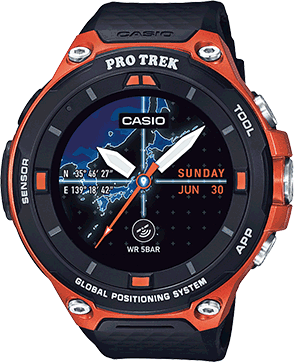 CASIO
PRO TREK
CASIO
N 35° 46' 27"
E 139° 18' 42"
SUNDAY
JUN 30
WR 5BAR
SENSOR
TOOL
APP
GLOBAL POSITIONING SYSTEM